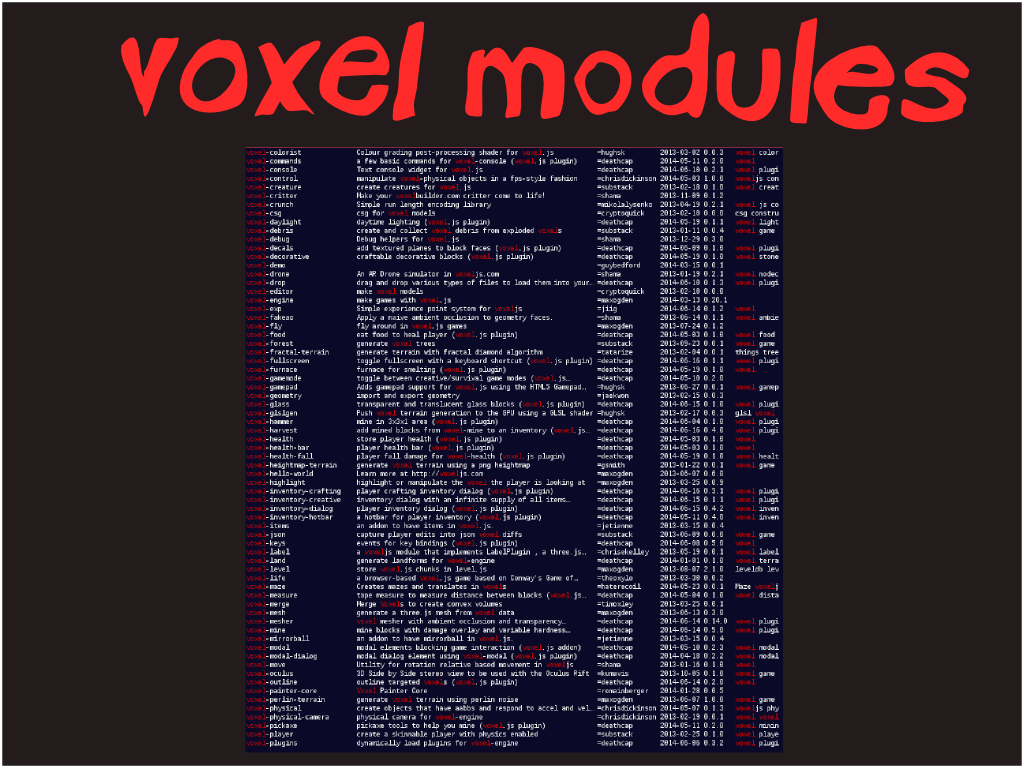 voxel modules
voxel-colorist Colour grading post-processing shader for voxel.js =hughsk 2013-03-02 0.0.3 voxel color
voxel-commands a few basic commands for voxel-console (voxel.js plugin) =deathcap 2014-05-11 0.2.0 voxel
voxel-console Text console widget for voxel.js =deathcap 2014-06-10 0.2.1 voxel plugi
voxel-control manipulate voxel-physical objects in a fps-style fashion =chrisdickinson 2014-05-03 1.0.0 voxel.js con
voxel-creature create creatures for voxel.js =substack 2013-02-10 0.1.0 voxel creat
voxel-critter Make your voxelbuilder.com critter come to life! =shama 2013-11-09 0.1.2
voxel-crunch Simple run length encoding library =mikolalysenko 2013-04-19 0.2.1 voxel.js co
voxel-csg csg for voxel models =cryptoquick 2013-02-10 0.0.0 csg constru
voxel-daylight daytime lighting (voxel.js plugin) =deathcap 2014-05-19 0.1.1 voxel light
voxel-debris create and collect voxel debris from exploded voxels =substack 2013-01-11 0.0.4 voxel game
voxel-debug Debug helpers for voxel.js =shama 2013-12-29 0.3.0
voxel-decals add textured planes to block faces (voxel.js plugin) =deathcap 2014-06-09 0.1.0 voxel plugi
voxel-decorative craftable decorative blocks (voxel.js plugin) =deathcap 2014-05-19 0.1.0 voxel stone
voxel-demo =guybedford 2014-03-15 0.0.1
voxel-drone An AR Drone simulator in voxeljs.com =shama 2013-01-19 0.2.1 voxel nodec
voxel-drop drag and drop various types of files to load them into your… =deathcap 2014-06-10 0.1.3 voxel plugi
voxel-editor make voxel models =cryptoquick 2013-02-10 0.0.0
voxel-engine make games with voxel.js =maxogden 2014-03-13 0.20.1
voxel-exp Simple experience point system for voxeljs =jiig 2014-06-14 0.1.2 voxel
voxel-fakeao Apply a naive ambient occlusion to geometry faces. =shama 2013-06-14 0.1.1 voxel ambie
voxel-fly fly around in voxel.js games =maxogden 2013-07-24 0.1.2
voxel-food eat food to heal player (voxel.js plugin) =deathcap 2014-05-03 0.1.0 voxel food
voxel-forest generate voxel trees =substack 2013-09-23 0.0.1 voxel game
voxel-fractal-terrain generate terrain with fractal diamond algorithm =tatarize 2013-02-04 0.0.1 things tree
voxel-fullscreen toggle fullscreen with a keyboard shortcut (voxel.js plugin) =deathcap 2014-06-16 0.1.1 voxel plugi
voxel-furnace furnace for smelting (voxel.js plugin) =deathcap 2014-05-19 0.1.0 voxel
voxel-gamemode toggle between creative/survival game modes (voxel.js… =deathcap 2014-05-10 0.2.0
voxel-gamepad Adds gamepad support for voxel.js using the HTML5 Gamepad… =hughsk 2013-06-27 0.0.1 voxel gamep
voxel-geometry import and export geometry =jaekwon 2013-02-15 0.0.3
voxel-glass transparent and translucent glass blocks (voxel.js plugin) =deathcap 2014-06-15 0.1.0 voxel plugi
voxel-glslgen Push voxel terrain generation to the GPU using a GLSL shader =hughsk 2013-02-17 0.0.3 glsl voxel
voxel-hammer mine in 3x3x1 area (voxel.js plugin) =deathcap 2014-06-04 0.1.0 voxel plugi
voxel-harvest add mined blocks from voxel-mine to an inventory (voxel.js… =deathcap 2014-06-16 0.4.0 voxel plugi
voxel-health store player health (voxel.js plugin) =deathcap 2014-05-03 0.1.0 voxel
voxel-health-bar player health bar (voxel.js plugin) =deathcap 2014-05-03 0.1.0 voxel
voxel-health-fall player fall damage for voxel-health (voxel.js plugin) =deathcap 2014-05-19 0.1.0 voxel healt
voxel-heightmap-terrain generate voxel terrain using a png heightmap =gsmith 2013-01-22 0.1.1 voxel game
voxel-hello-world Learn more at http://voxeljs.com =maxogden 2013-06-07 0.0.0
voxel-highlight highlight or manipulate the voxel the player is looking at =maxogden 2013-03-25 0.0.9
voxel-inventory-crafting player crafting inventory dialog (voxel.js plugin) =deathcap 2014-06-16 0.3.1 voxel plugi
voxel-inventory-creative inventory dialog with an infinite supply of all items… =deathcap 2014-06-15 0.1.1 voxel plugi
voxel-inventory-dialog player inventory dialog (voxel.js plugin) =deathcap 2014-06-15 0.4.2 voxel inven
voxel-inventory-hotbar a hotbar for player inventory (voxel.js plugin) =deathcap 2014-05-11 0.4.0 voxel inven
voxel-items an addon to have items in voxel.js. =jetienne 2013-03-15 0.0.4
voxel-json capture player edits into json voxel diffs =substack 2013-06-09 0.0.0 voxel game
voxel-keys events for key bindings (voxel.js plugin) =deathcap 2014-05-08 0.5.0 voxel
voxel-label a voxeljs module that implements LabelPlugin , a three.js… =chriskelley 2013-05-19 0.0.1 voxel label
voxel-land generate landforms for voxel-engine =deathcap 2014-01-01 0.1.0 voxel terra
voxel-level store voxel.js chunks in level.js =maxogden 2013-08-07 2.1.0 leveldb lev
voxel-life a browser-based voxel.js game based on Conway's Game of… =theoxylo 2013-03-30 0.0.2
voxel-maze Creates mazes and translates in voxels 2014-05-23 0.0.1 Maze voxelj
voxel-measure tape measure to measure distance between blocks (voxel.js… =deathcap 2014-05-04 0.1.0 voxel dista
voxel-merge Merge Voxels to create convex volumes =timoxley 2013-03-25 0.0.1
voxel-mesh generate a three.js mesh from voxel data =maxogden 2013-06-13 0.3.0
voxel-mesher voxel mesher with ambient occlusion and transparency… =deathcap 2014-06-14 0.14.0 voxel plugi
voxel-mine mine blocks with damage overlay and variable hardness… =deathcap 2014-06-14 0.5.0 voxel plugi
voxel-mirrorball an addon to have mirrorball in voxel.js. =jetienne 2013-03-15 0.0.4
voxel-modal modal elements blocking game interaction (voxel.js addon) =deathcap 2014-05-10 0.2.3 voxel modal
voxel-modal-dialog modal dialog element using voxel-modal (voxel.js plugin) =deathcap 2014-04-18 0.2.2 voxel modal
voxel-move Utility for rotation relative based movement in voxeljs =shama 2013-01-16 0.1.0 voxel
voxel-oculus 3D Side by Side stereo view to be used with the Oculus Rift =kumavis 2013-10-05 0.1.0 voxel game
voxel-outline outline targeted voxels (voxel.js plugin) =deathcap 2014-05-14 0.2.0 voxel
voxel-painter-core Voxel Painter Core =romainberger 2014-01-28 0.0.5
voxel-perlin-terrain generate voxel terrain using perlin noise =maxogden 2013-06-07 1.0.0 voxel game
voxel-physical create objects that have aabbs and respond to accel and vel… =chrisdickinson 2014-05-07 0.1.3 voxel.js phy
voxel-physical-camera physical camera for voxel-engine =chrisdickinson 2013-02-19 0.0.1 voxel voxel
voxel-pickaxe pickaxe tools to help you mine (voxel.js plugin) =deathcap 2014-05-11 0.2.0 voxel minin
voxel-player create a skinnable player with physics enabled =substack 2013-02-25 0.1.0 voxel playe
voxel-plugins dynamically load plugins for voxel-engine =deathcap 2014-06-06 0.3.2 voxel plugi